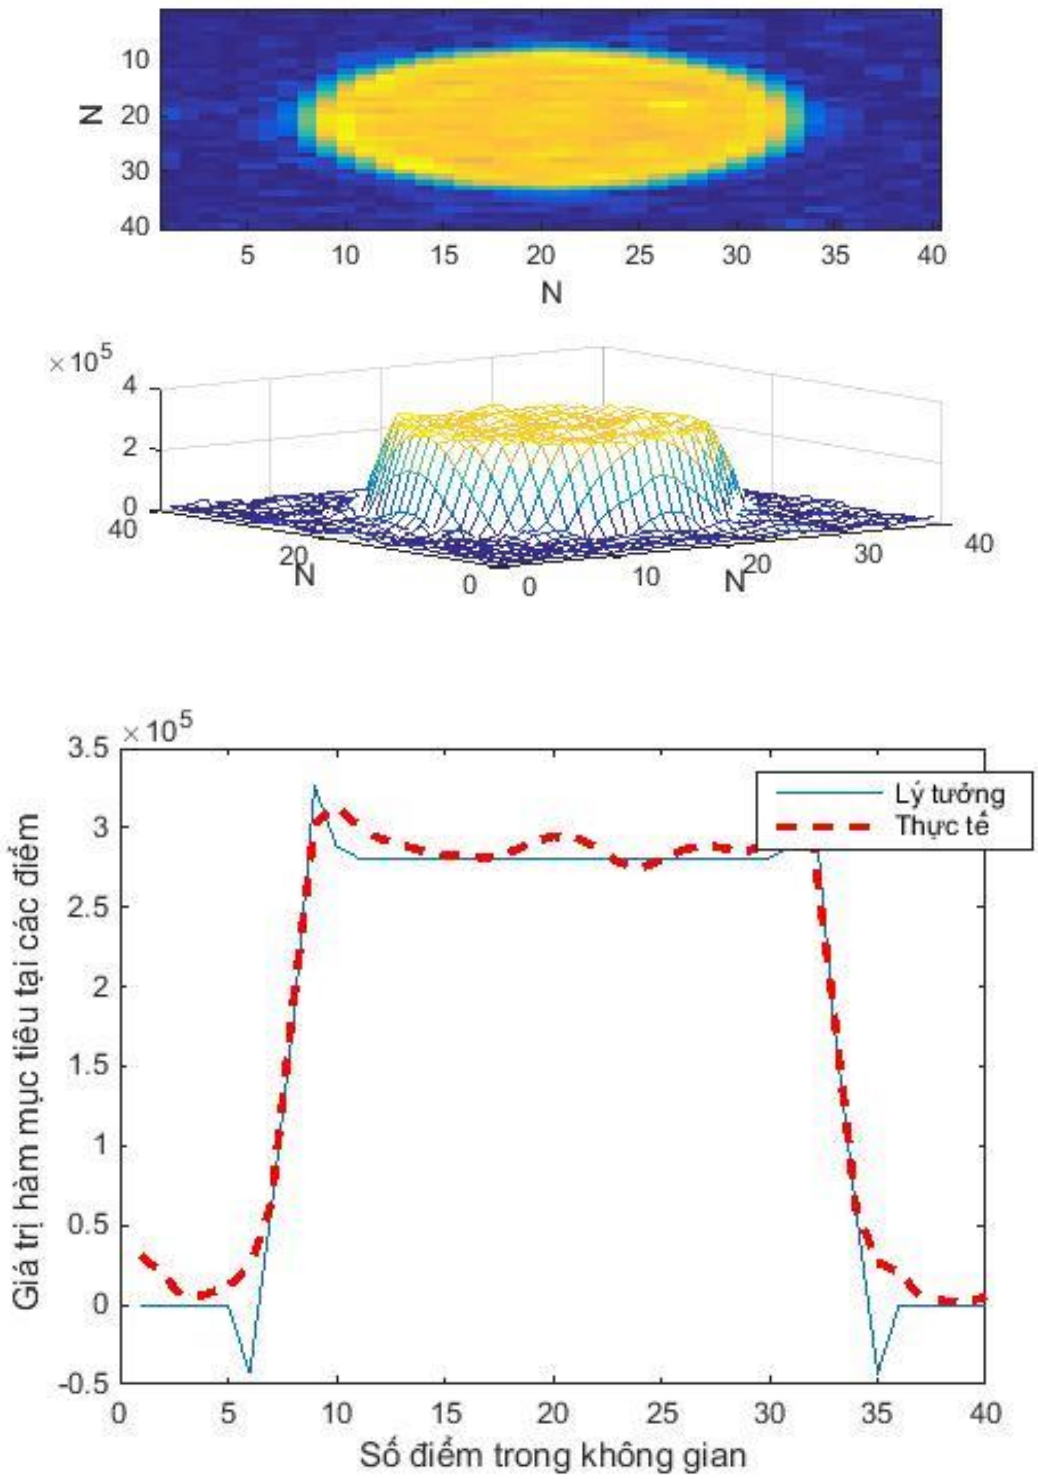 10
20
30
40
N
5 10 15 20 25 30 35 40
N
×10^5
4
2
0
40 20 0
N
0 10 20 30 40
N
×10^5
3.5
3
2.5
2
1.5
1
0.5
0
-0.5
Giá trị hàm mục tiêu tại các điểm
Lý tưởng
Thực tế
0 5 10 15 20 25 30 35 40
Số điểm trong không gian